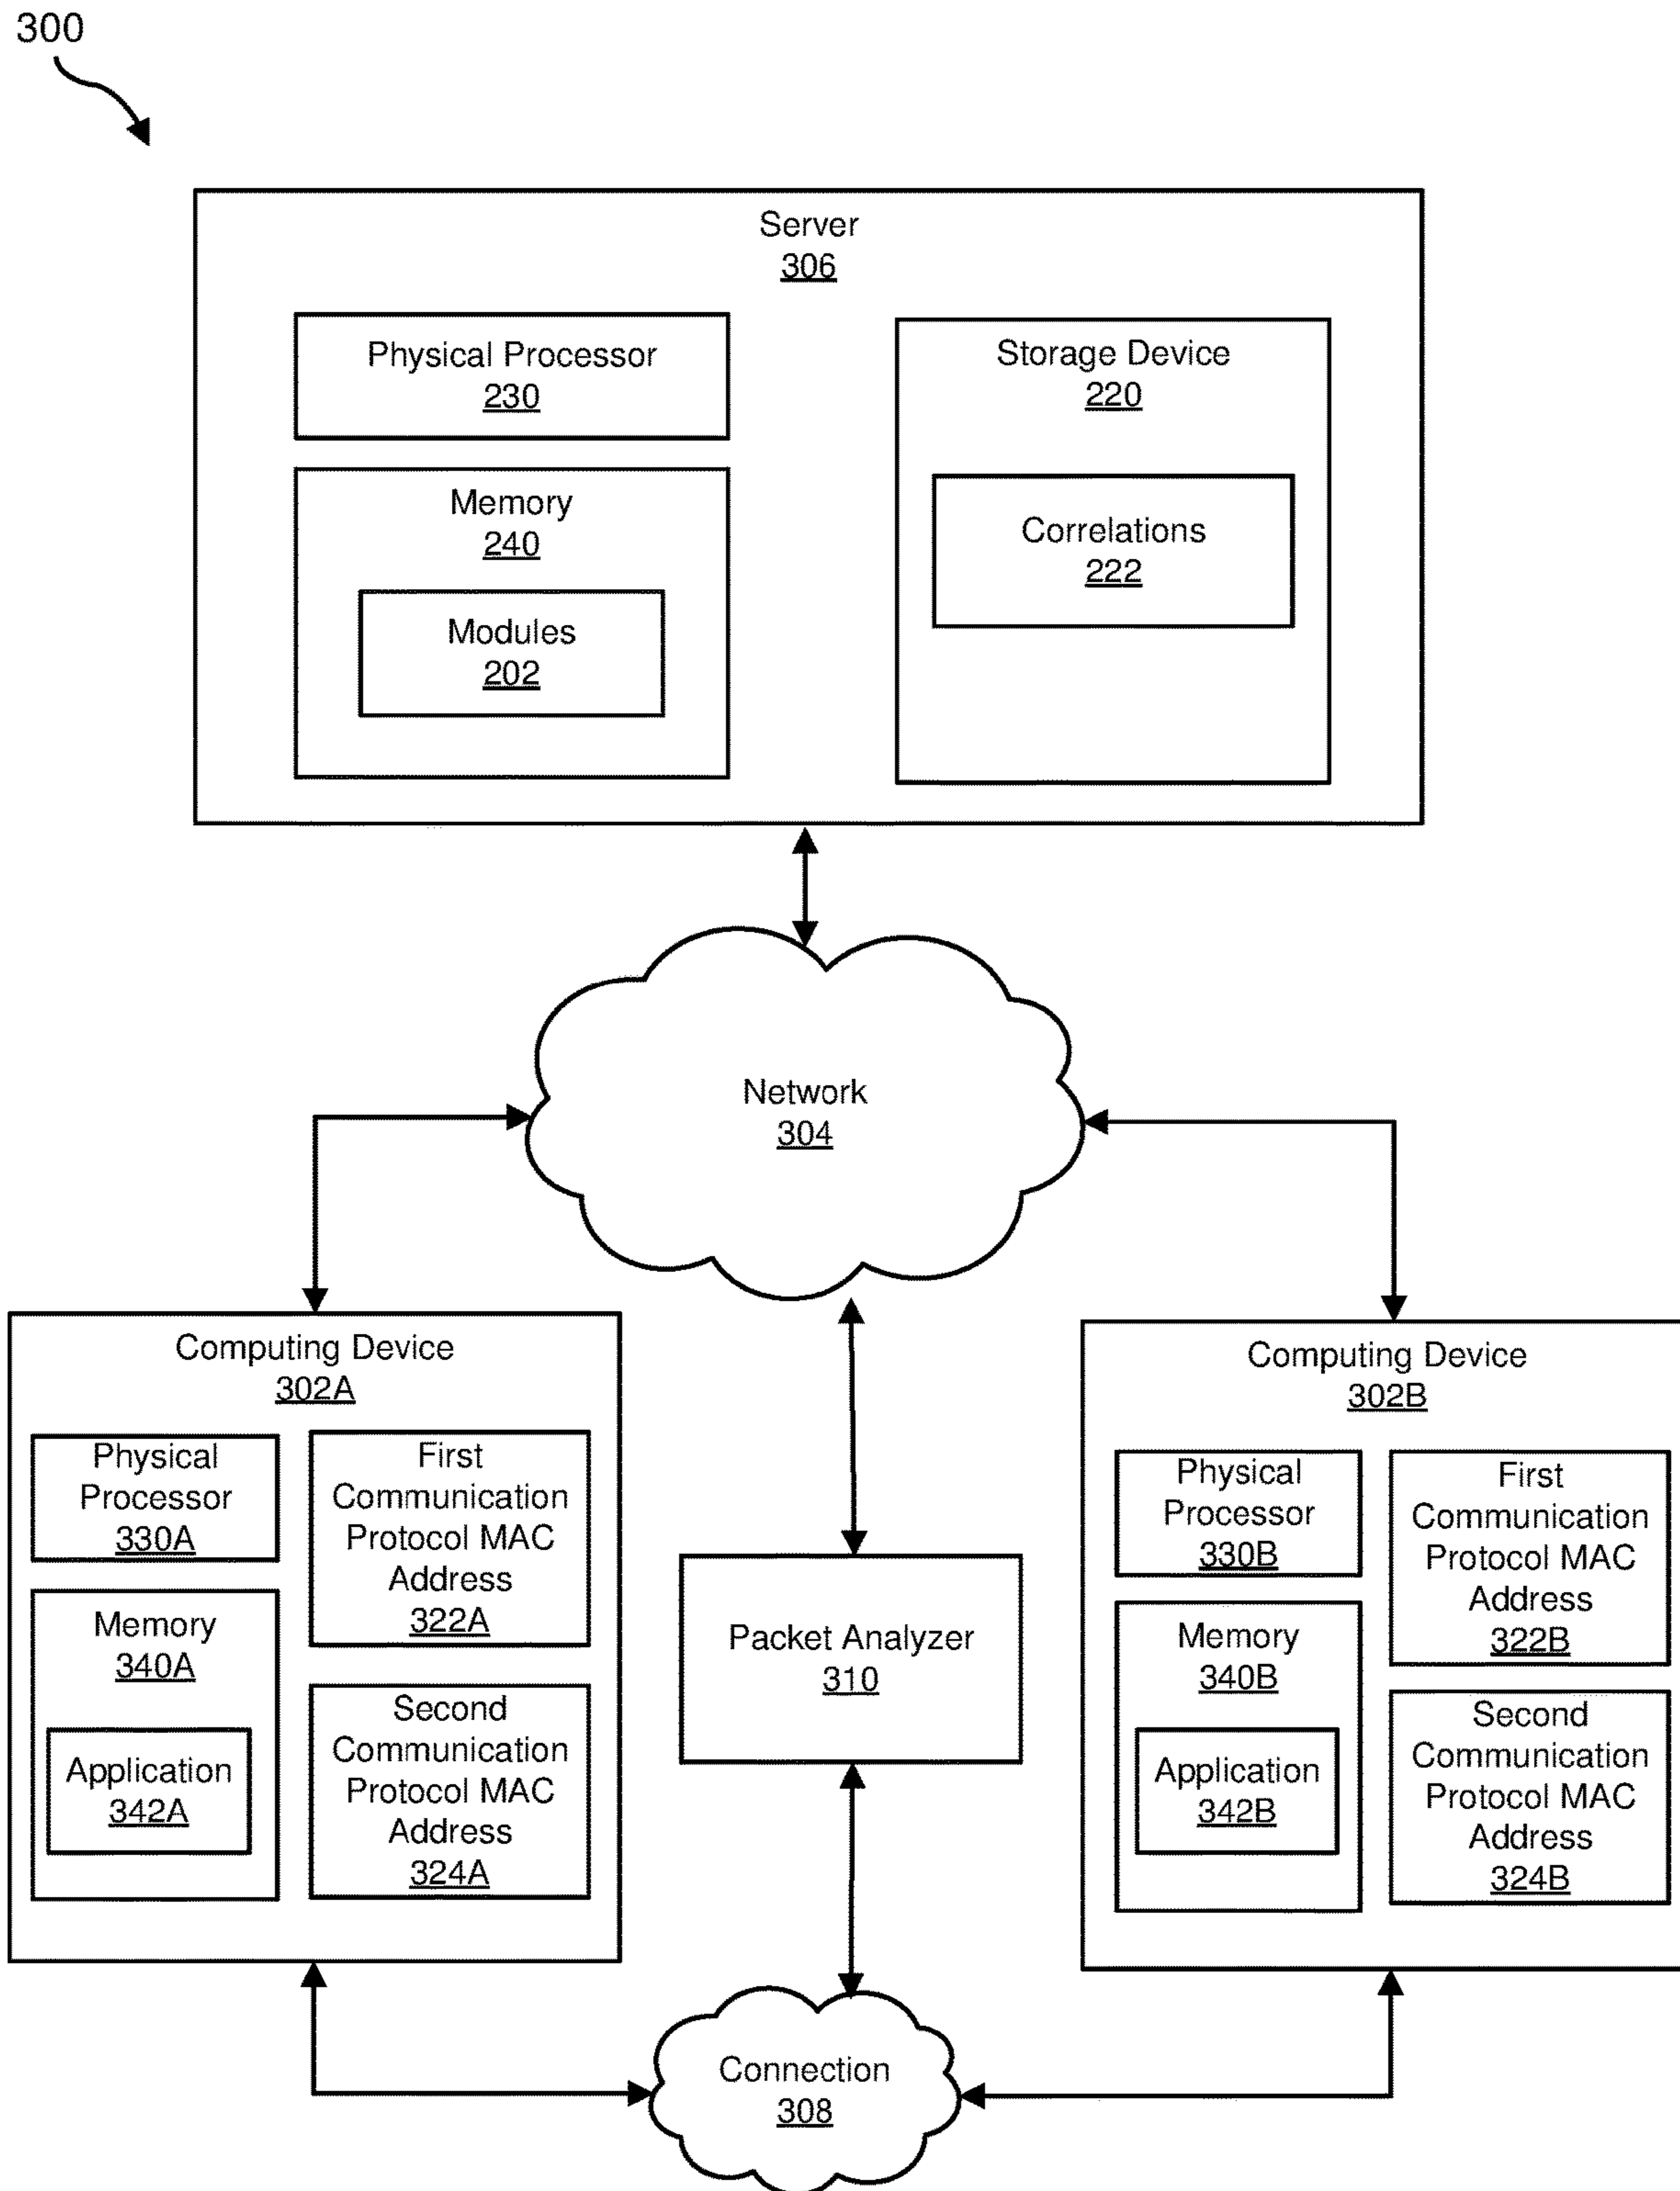 300
Server
306
Physical Processor
230
Memory
240
Modules
202
Storage Device
220
Correlations
222
Network
304
Computing Device
302A
Physical
Processor
330A
Memory
340A
Application
342A
First
Communication
Protocol MAC
Address
322A
Second
Communication
Protocol MAC
Address
324A
Packet Analyzer
310
Computing Device
302B
Physical
Processor
330B
Memory
340B
Application
342B
First
Communication
Protocol MAC
Address
322B
Second
Communication
Protocol MAC
Address
324B
Connection
308